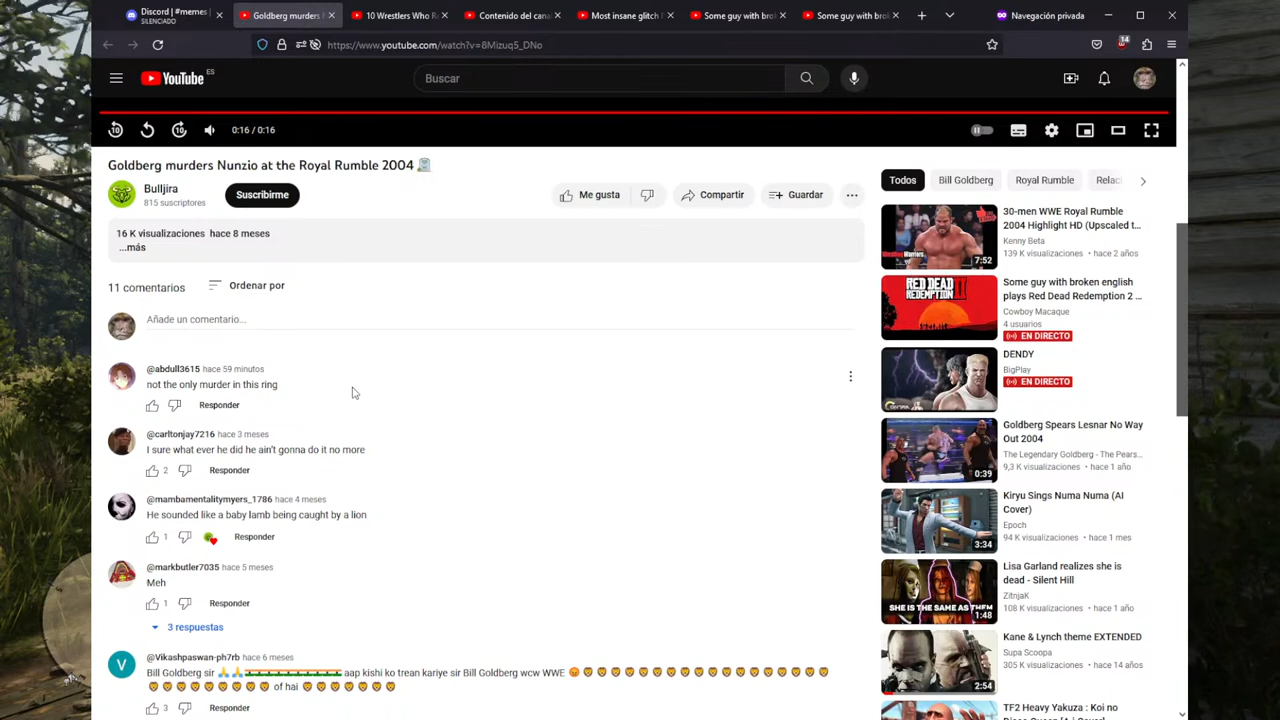 Discord | #memes |
SILENCIADO
Goldberg murders N
10 Wrestlers Who R
Contenido del cana
Most insane glitch
Some guy with brok
Some guy with brok
Navegación privada
https://www.youtube.com/watch?v=8Mizuq5_DNo
14
YouTube ES
Buscar
10
10
0:16 / 0:16
Goldberg murders Nunzio at the Royal Rumble 2004 🪦
Bulljira
815 suscriptores
Suscribirme
Me gusta
Compartir
Guardar
16 K visualizaciones hace 8 meses
...más
11 comentarios
Ordenar por
Añade un comentario...
@abdull3615 hace 59 minutos
not the only murder in this ring
Responder
@carltonjay7216 hace 3 meses
I sure what ever he did he ain't gonna do it no more
2
Responder
@mambamentalitymyers_1786 hace 4 meses
He sounded like a baby lamb being caught by a lion
1
Responder
@markbutler7035 hace 5 meses
Meh
1
Responder
3 respuestas
V
@Vikashpaswan-ph7rb hace 6 meses
Bill Goldberg sir 🙏🙏 aap kishi ko trean kariye sir Bill Goldberg wcw WWE 😡🦁🦁🦁🦁🦁🦁🦁🦁🦁🦁🦁🦁🦁🦁🦁🦁🦁
🦁🦁🦁🦁🦁🦁🦁🦁🦁 of hai 🦁🦁🦁🦁🦁🦁🦁
3
Responder
Todos
Bill Goldberg
Royal Rumble
Relaci
30-men WWE Royal Rumble
2004 Highlight HD (Upscaled t...
Kenny Beta
139 K visualizaciones • hace 2 años
7:52
RED DEAD
REDEMPTION
Some guy with broken english
plays Red Dead Redemption 2 ...
Cowboy Macaque
4 usuarios
EN DIRECTO
DENDY
BigPlay
EN DIRECTO
Goldberg Spears Lesnar No Way
Out 2004
The Legendary Goldberg - The Pears...
9,3 K visualizaciones • hace 1 año
0:39
Kiryu Sings Numa Numa (AI
Cover)
Epoch
94 K visualizaciones • hace 1 mes
3:34
Lisa Garland realizes she is
dead - Silent Hill
ZitnjaK
108 K visualizaciones • hace 1 año
SHE IS THE SAME AS THEM
1:48
Kane & Lynch theme EXTENDED
Supa Scoopa
305 K visualizaciones • hace 14 años
2:54
TF2 Heavy Yakuza : Koi no